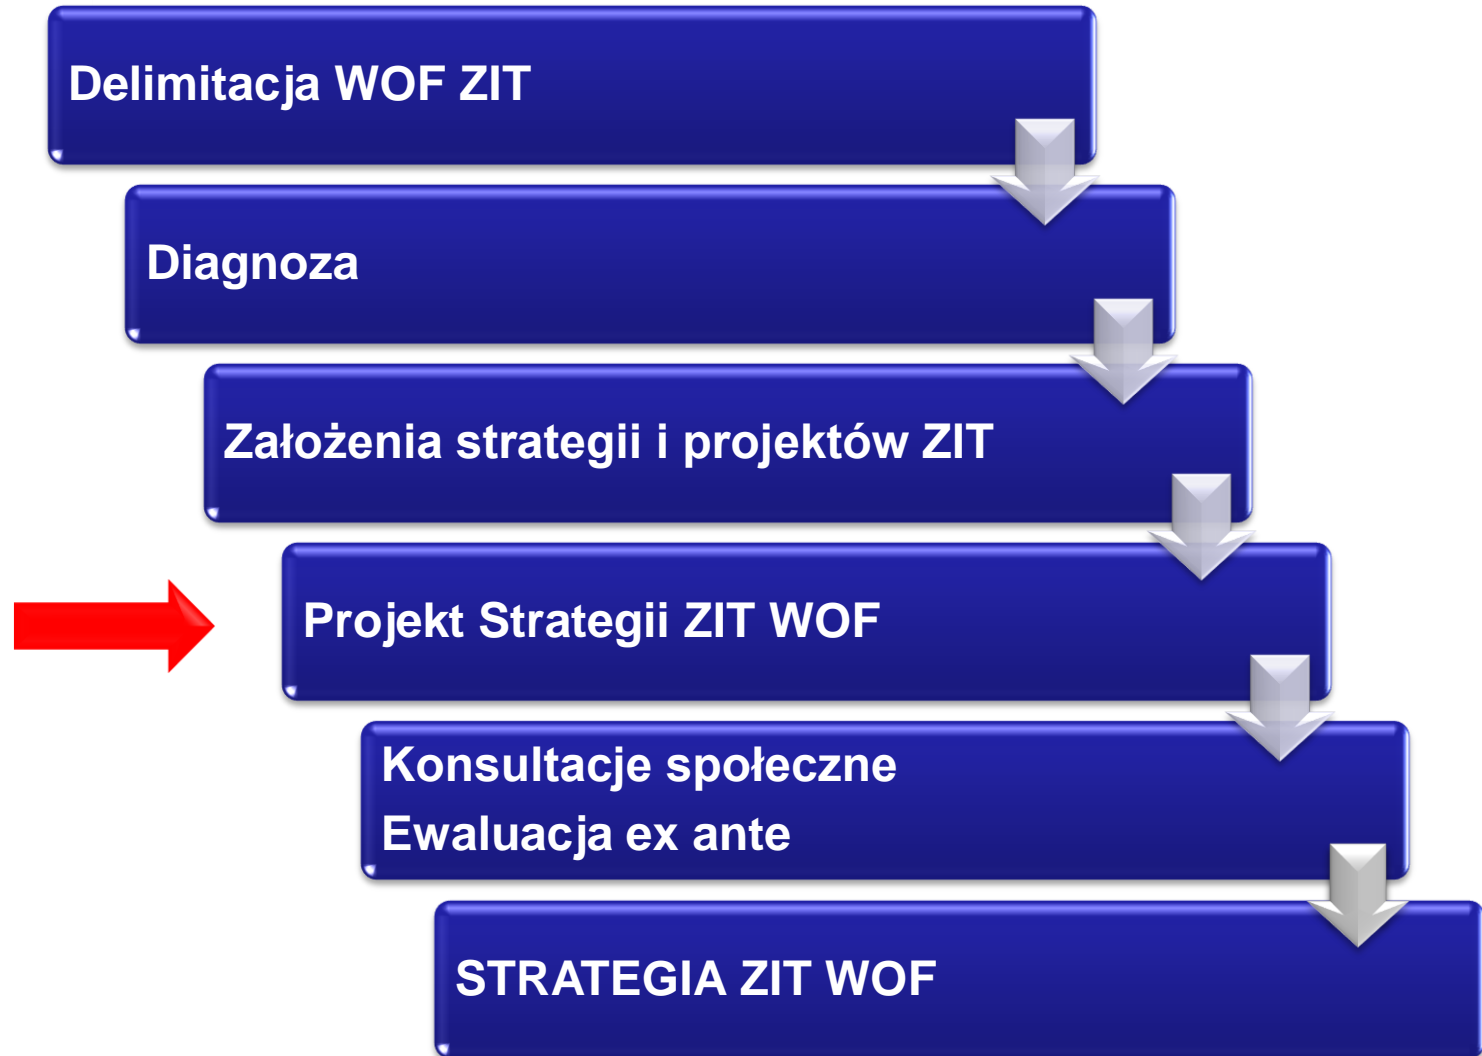 Delimitacja WOF ZIT
Diagnoza
Założenia strategii i projektów ZIT
Projekt Strategii ZIT WOF
Konsultacje społeczne
Ewaluacja ex ante
STRATEGIA ZIT WOF